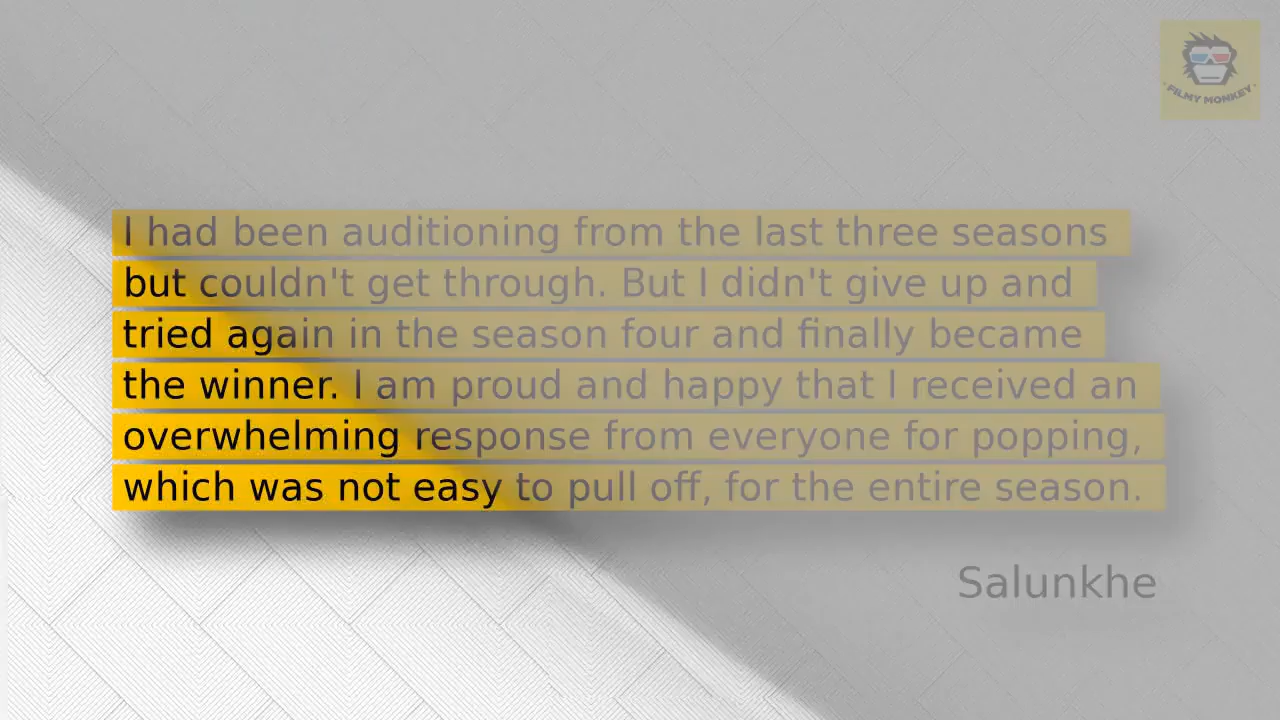 FILMY MONKEY
I had been auditioning from the last three seasons
but couldn't get through. But I didn't give up and
tried again in the season four and finally became
the winner. I am proud and happy that I received an
overwhelming response from everyone for popping,
which was not easy to pull off, for the entire season.
Salunkhe